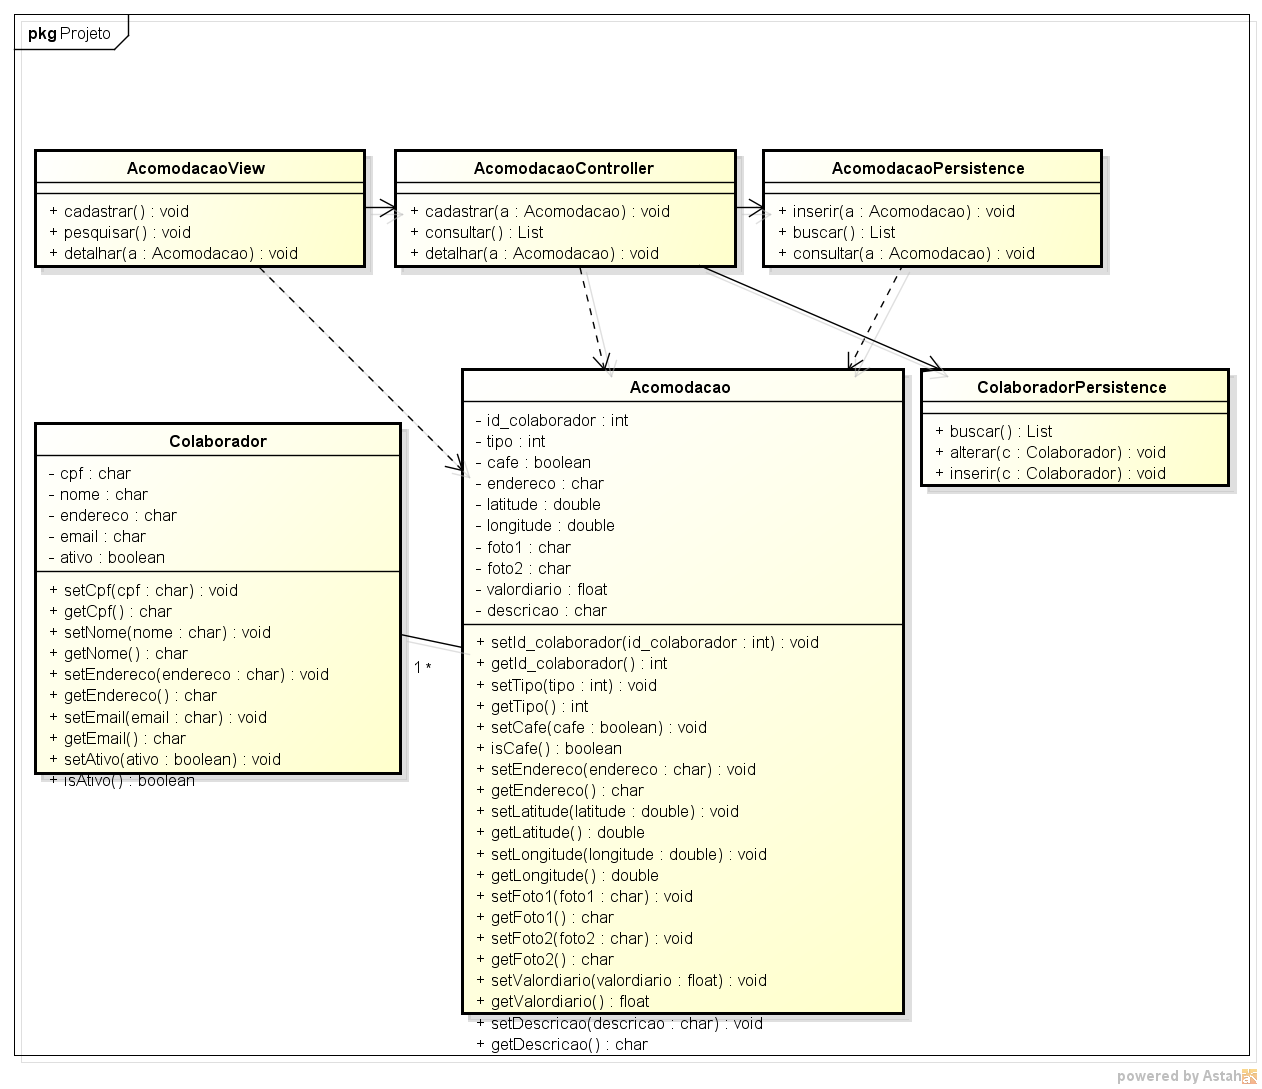 pkg Projeto
AcomodacaoView
+ cadastrar() : void
+ pesquisar() : void
+ detalhar(a : Acomodacao) : void
AcomodacaoController
+ cadastrar(a : Acomodacao) : void
+ consultar() : List
+ detalhar(a : Acomodacao) : void
AcomodacaoPersistence
+ inserir(a : Acomodacao) : void
+ buscar() : List
+ consultar(a : Acomodacao) : void
Colaborador
- cpf : char
- nome : char
- endereco : char
- email : char
- ativo : boolean
+ setCpf(cpf : char) : void
+ getCpf() : char
+ setNome(nome : char) : void
+ getNome() : char
+ setEndereco(endereco : char) : void
+ getEndereco() : char
+ setEmail(email : char) : void
+ getEmail() : char
+ setAtivo(ativo : boolean) : void
+ isAtivo() : boolean
1 *
Acomodacao
- id_colaborador : int
- tipo : int
- cafe : boolean
- endereco : char
- latitude : double
- longitude : double
- foto1 : char
- foto2 : char
- valordiario : float
- descricao : char
+ setId_colaborador(id_colaborador : int) : void
+ getId_colaborador() : int
+ setTipo(tipo : int) : void
+ getTipo() : int
+ setCafe(cafe : boolean) : void
+ isCafe() : boolean
+ setEndereco(endereco : char) : void
+ getEndereco() : char
+ setLatitude(latitude : double) : void
+ getLatitude() : double
+ setLongitude(longitude : double) : void
+ getLongitude() : double
+ setFoto1(foto1 : char) : void
+ getFoto1() : char
+ setFoto2(foto2 : char) : void
+ getFoto2() : char
+ setValordiario(valordiario : float) : void
+ getValordiario() : float
+ setDescricao(descricao : char) : void
+ getDescricao() : char
ColaboradorPersistence
+ buscar() : List
+ alterar(c : Colaborador) : void
+ inserir(c : Colaborador) : void
powered by Astah